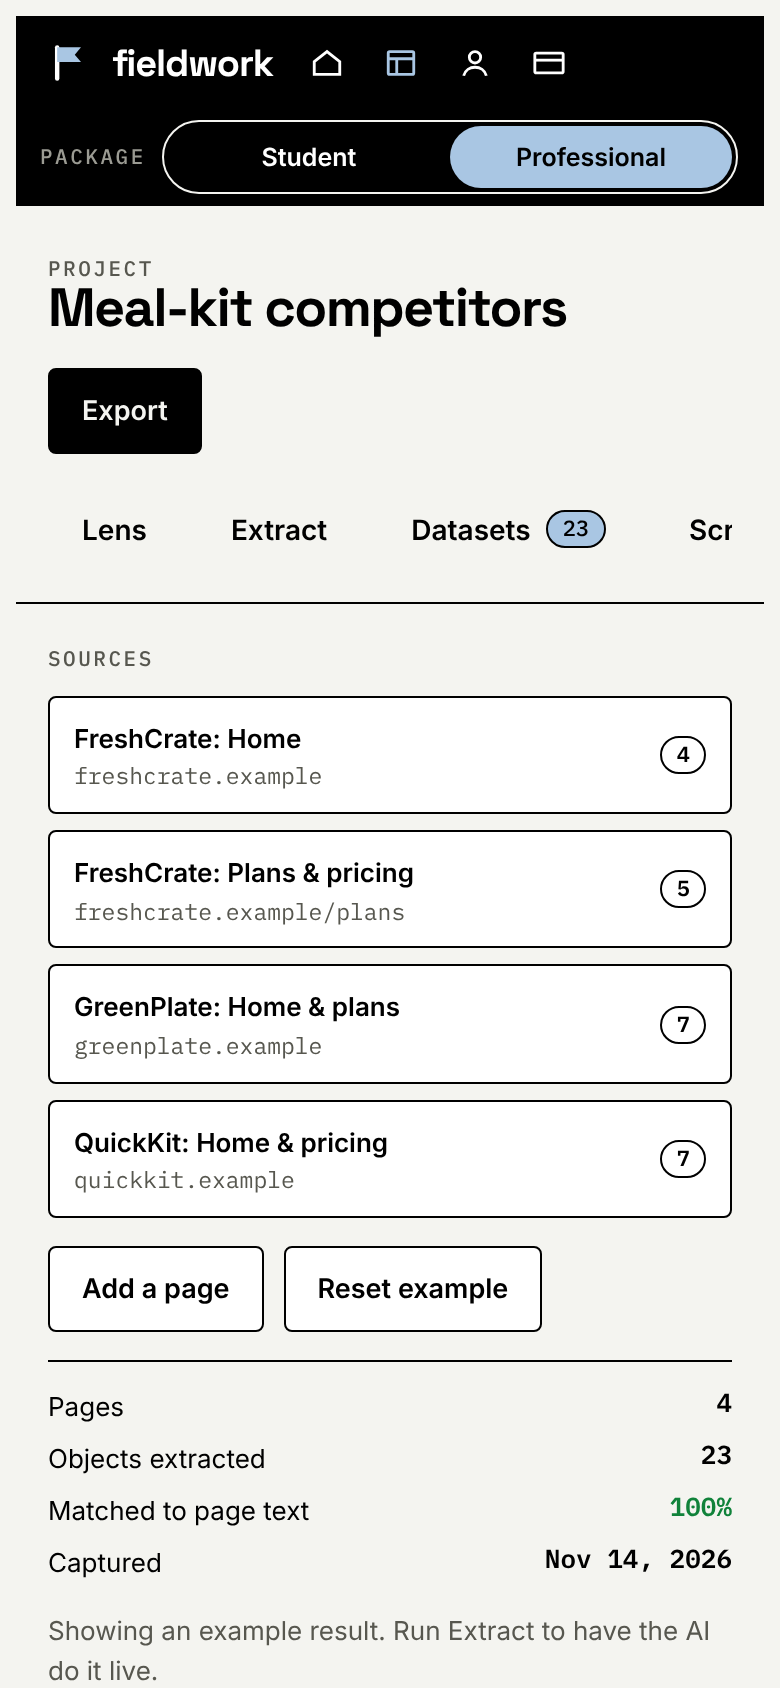 fieldwork
PACKAGE Student Professional
PROJECT
Meal-kit competitors
Export
Lens Extract Datasets 23 Scr
SOURCES
FreshCrate: Home
freshcrate.example
4
FreshCrate: Plans & pricing
freshcrate.example/plans
5
GreenPlate: Home & plans
greenplate.example
7
QuickKit: Home & pricing
quickkit.example
7
Add a page Reset example
Pages 4
Objects extracted 23
Matched to page text 100%
Captured Nov 14, 2026
Showing an example result. Run Extract to have the AI
do it live.